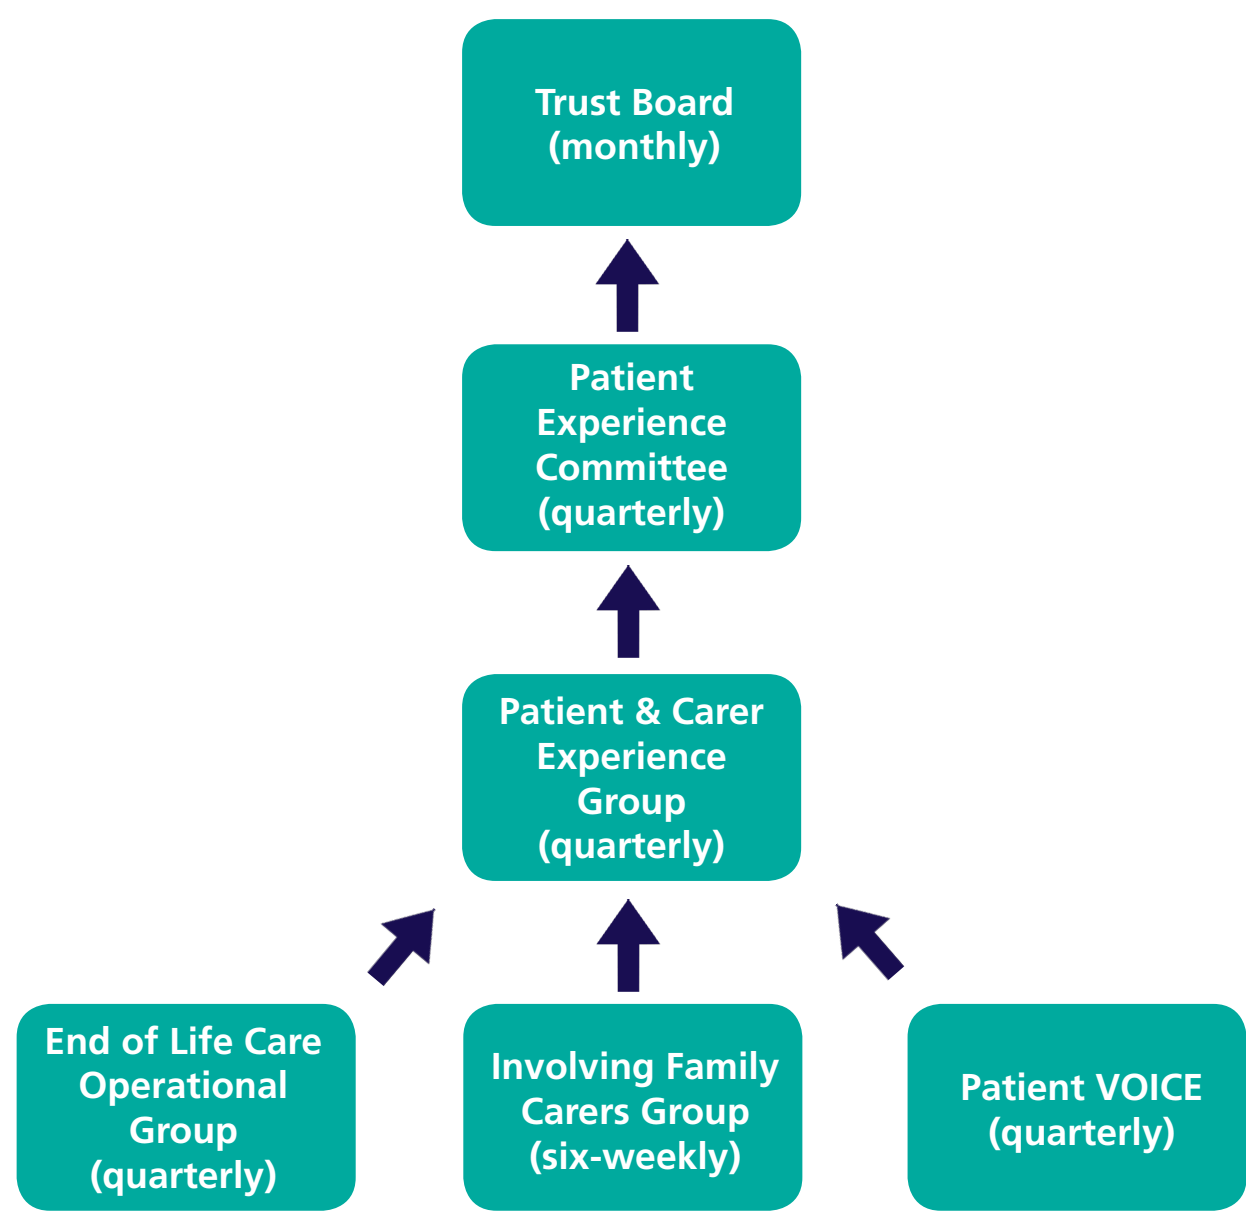 Trust Board
(monthly)
Patient
Experience
Committee
(quarterly)
Patient & Carer
Experience
Group
(quarterly)
End of Life Care
Operational
Group
(quarterly)
Involving Family
Carers Group
(six-weekly)
Patient VOICE
(quarterly)